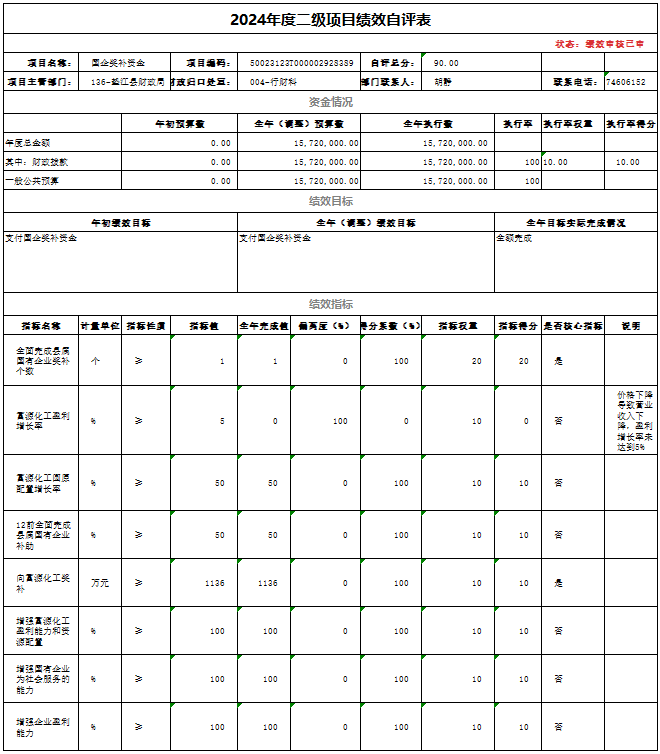 2024年度二级项目绩效自评表
状态：绩效审核已审
项目名称： 国企奖补资金 项目编码： 50023123T000002928389 自评总分： 90.00
项目主管部门： 136-垫江县财政局 财政归口处室： 004-行财科 部门联系人： 胡静 联系电话： 74606152
资金情况
年初预算数 全年（调整）预算数 全年执行数 执行率 执行率权重 执行率得分
年度总金额 0.00 15,720,000.00 15,720,000.00
其中：财政拨款 0.00 15,720,000.00 15,720,000.00 100 10.00 10.00
一般公共预算 0.00 15,720,000.00 15,720,000.00 100
绩效目标
年初绩效目标 全年（调整）绩效目标 全年目标实际完成情况
支付国企奖补资金 支付国企奖补资金 全额完成
绩效指标
指标名称 计量单位 指标性质 指标值 全年完成值 偏离度（%） 得分系数（%） 指标权重 指标得分 是否核心指标 说明
全面完成县属
国有企业奖补
个数 个 ≥ 1 1 0 100 20 20 是
富源化工盈利
增长率 % ≥ 5 0 100 0 10 0 否
价格下降
导致营业
收入下
降，盈利
增长率未
达到5%
富源化工资源
配置增长率 % ≥ 50 50 0 100 10 10 否
12前全面完成
县属国有企业
补助 % ≥ 50 50 0 100 10 10 否
向富源化工奖
补 万元 ≥ 1136 1136 0 100 10 10 是
增强富源化工
盈利能力和资
源配置 % ≥ 100 100 0 100 10 10 否
增强国有企业
为社会服务的
能力 % ≥ 100 100 0 100 10 10 否
增强企业盈利
能力 % ≥ 100 100 0 100 10 10 否